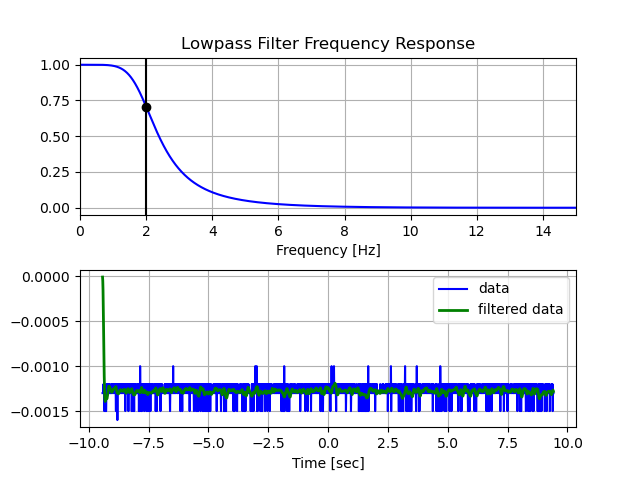 Lowpass Filter Frequency Response
1.00
0.75
0.50
0.25
0.00
0 2 4 6 8 10 12 14
Frequency [Hz]
0.0000
−0.0005
−0.0010
−0.0015
data
filtered data
−10.0 −7.5 −5.0 −2.5 0.0 2.5 5.0 7.5 10.0
Time [sec]